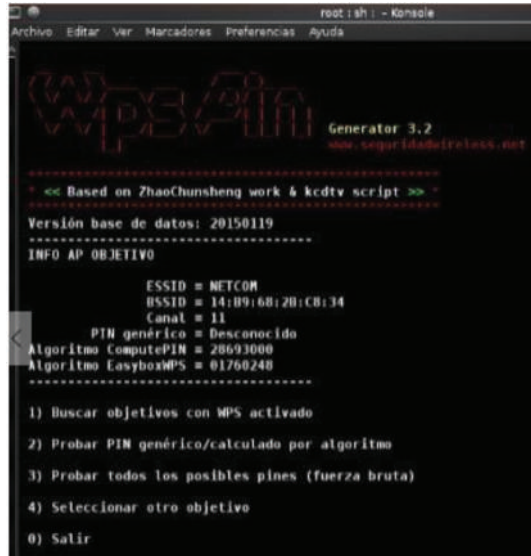 root : sh : - Konsole
Archivo Editar Ver Marcadores Preferencias Ayuda
WpsPin
Generator 3.2
www.seguridadwireless.net
* << Based on ZhaoChunsheng work & kcdtv script >> *
Versión base de datos: 20150119
INFO AP OBJETIVO
ESSID = NETCOM
BSSID = 14:B9:68:2B:C8:34
Canal = 11
PIN genérico = Desconocido
Algoritmo ComputePIN = 28693000
Algoritmo EasyboxWPS = 01760248
1) Buscar objetivos con WPS activado
2) Probar PIN genérico/calculado por algoritmo
3) Probar todos los posibles pines (fuerza bruta)
4) Seleccionar otro objetivo
0) Salir